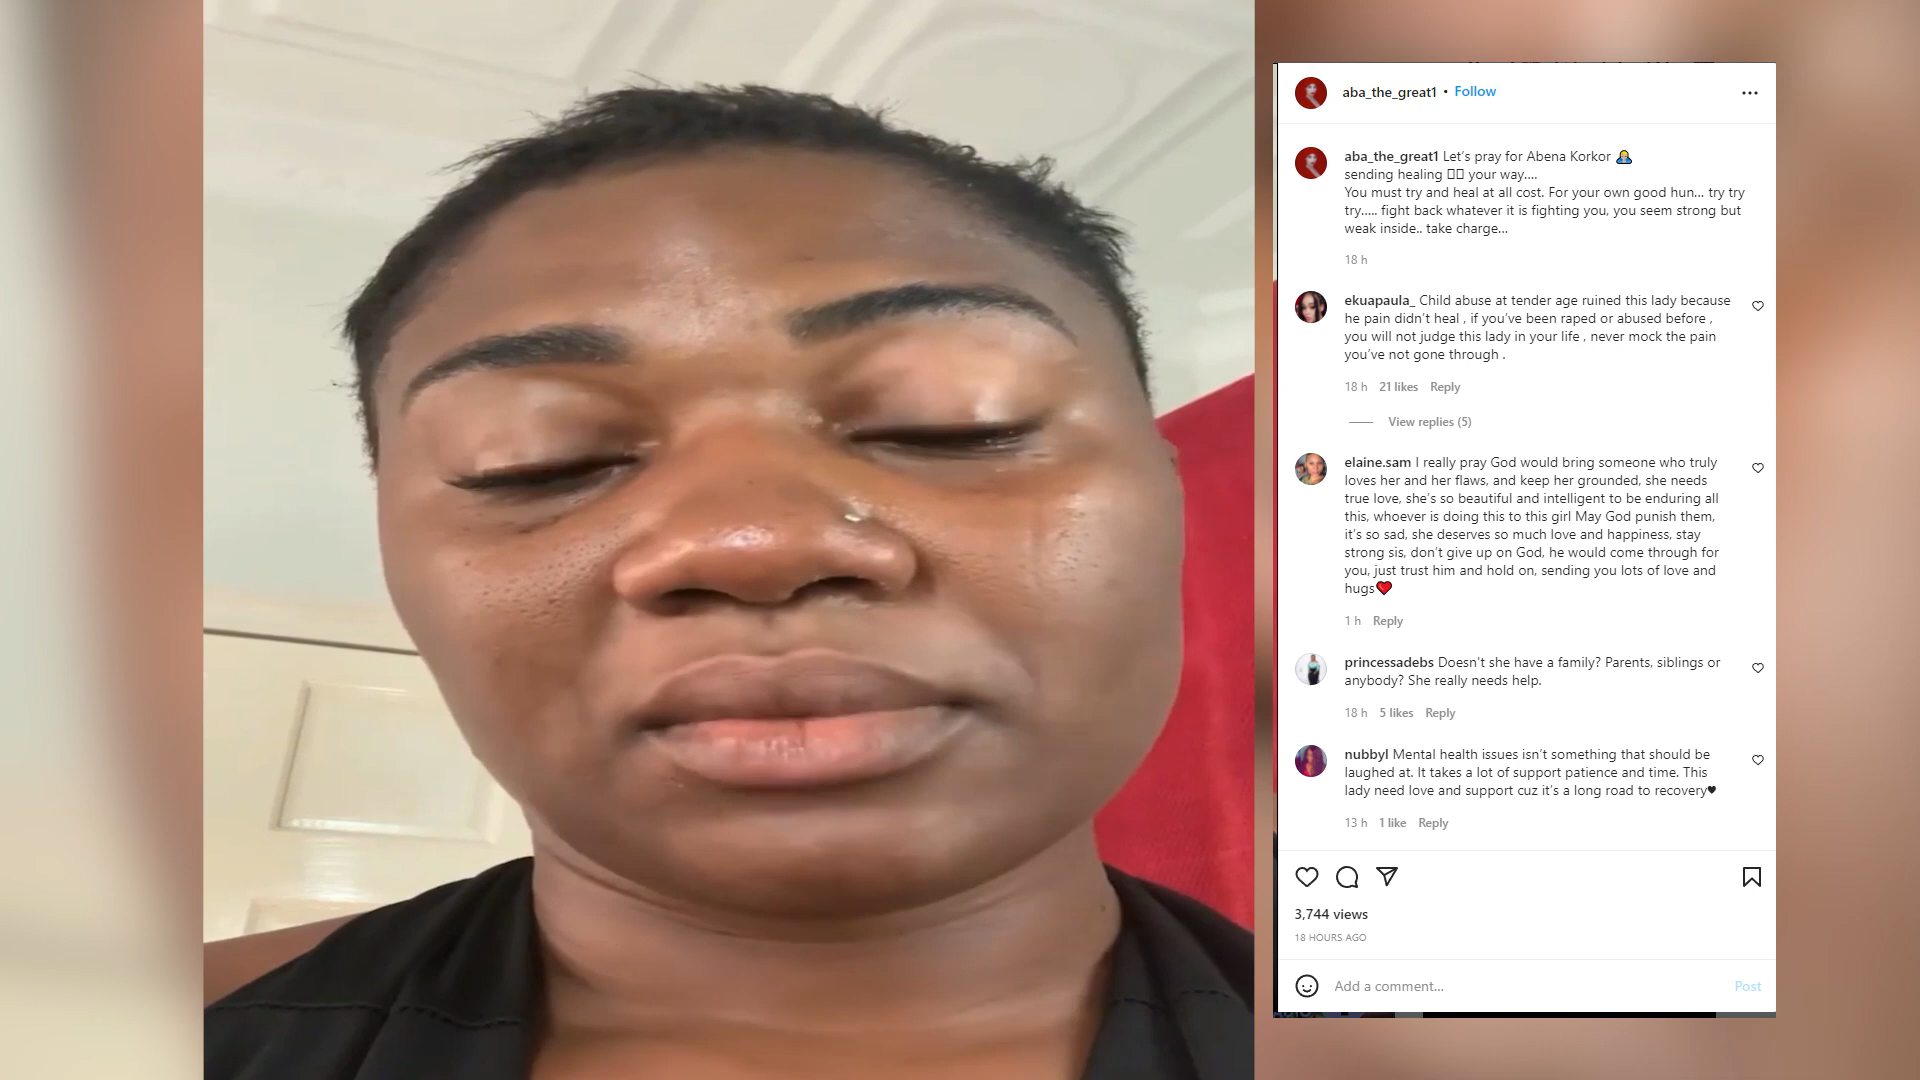 aba_the_great1 • Follow
aba_the_great1 Let's pray for Abena Korkor
sending healing your way....
You must try and heal at all cost. For your own good hun... try try
try..... fight back whatever it is fighting you, you seem strong but
weak inside.. take charge...
18 h
ekuapaula_ Child abuse at tender age ruined this lady because
he pain didn't heal , if you've been raped or abused before ,
you will not judge this lady in your life , never mock the pain
you've not gone through .
18 h 21 likes Reply
View replies (5)
elaine.sam I really pray God would bring someone who truly
loves her and her flaws, and keep her grounded, she needs
true love, she's so beautiful and intelligent to be enduring all
this, whoever is doing this to this girl May God punish them,
it's so sad, she deserves so much love and happiness, stay
strong sis, don't give up on God, he would come through for
you, just trust him and hold on, sending you lots of love and
hugs❤️
1 h Reply
princessadebs Doesn't she have a family? Parents, siblings or
anybody? She really needs help.
18 h 5 likes Reply
nubbyl Mental health issues isn't something that should be
laughed at. It takes a lot of support patience and time. This
lady need love and support cuz it's a long road to recovery♥
13 h 1 like Reply
3,744 views
18 HOURS AGO
Add a comment... Post